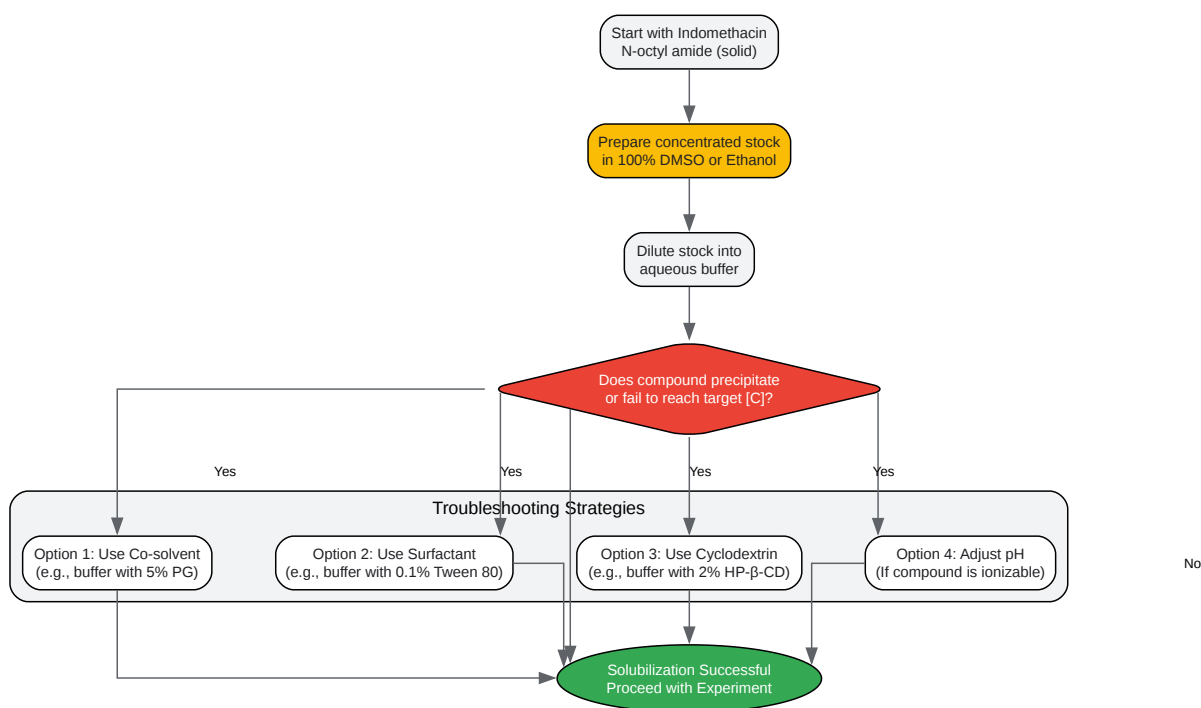 Start with Indomethacin
N-octyl amide (solid)
Prepare concentrated stock
in 100% DMSO or Ethanol
Dilute stock into
aqueous buffer
Does compound precipitate
or fail to reach target [C]?
Yes
Yes
Yes
Yes
Troubleshooting Strategies
Option 1: Use Co-solvent
(e.g., buffer with 5% PG)
Option 2: Use Surfactant
(e.g., buffer with 0.1% Tween 80)
Option 3: Use Cyclodextrin
(e.g., buffer with 2% HP-β-CD)
Option 4: Adjust pH
(If compound is ionizable)
No
Solubilization Successful
Proceed with Experiment